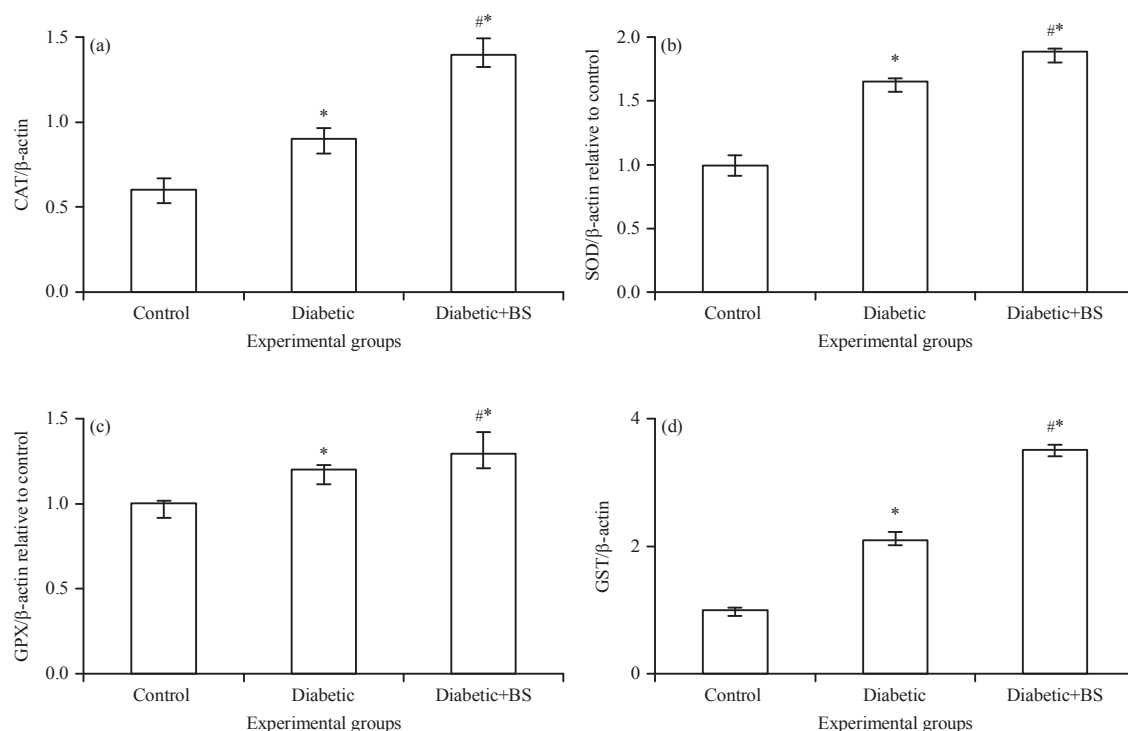 (a)
CAT/β-actin
1.5
1.0
0.5
0.0
*
#*
Control
Diabetic
Diabetic+BS
Experimental groups
(b)
SOD/β-actin relative to control
2.0
1.5
1.0
0.5
0.0
*
#*
Control
Diabetic
Diabetic+BS
Experimental groups
(c)
GPX/β-actin relative to control
1.5
1.0
0.5
0.0
*
#*
Control
Diabetic
Diabetic+BS
Experimental groups
(d)
GST/β-actin
4
2
0
*
#*
Control
Diabetic
Diabetic+BS
Experimental groups